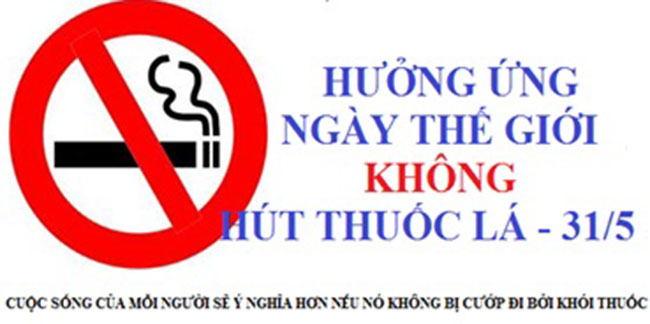 HƯỞNG ỨNG
NGÀY THẾ GIỚI
KHÔNG
HÚT THUỐC LÁ - 31/5
CUỘC SỐNG CỦA MỖI NGƯỜI SẼ Ý NGHĨA HƠN NẾU NÓ KHÔNG BỊ CƯỚP ĐI BỞI KHÓI THUỐC